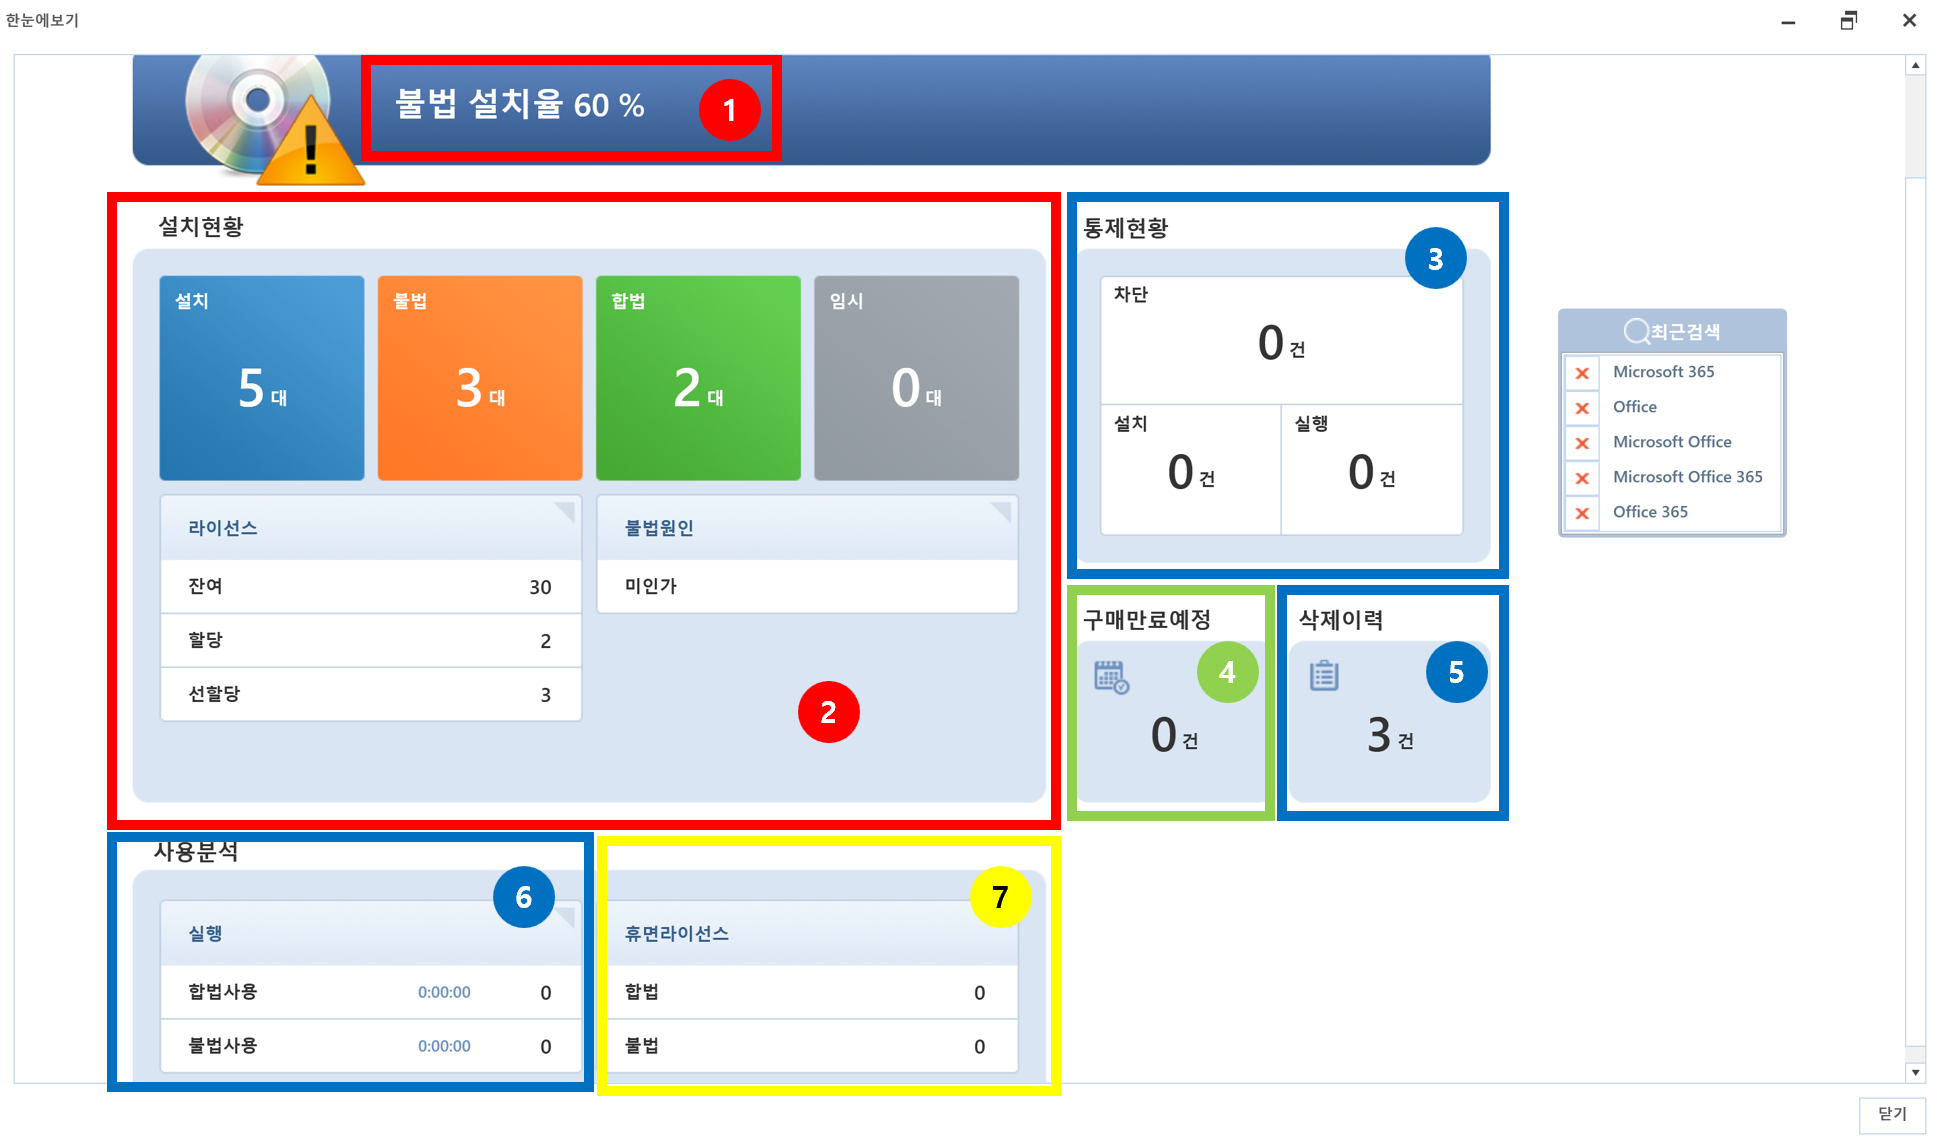 한눈에보기
불법 설치율 60 %
1
설치현황
설치
5 대
불법
3 대
합법
2 대
임시
0 대
라이선스
잔여 30
할당 2
선할당 3
불법원인
미인가
2
통제현황
3
차단
0 건
설치
0 건
실행
0 건
구매만료예정
4
0 건
삭제이력
5
3 건
최근검색
Microsoft 365
Office
Microsoft Office
Microsoft Office 365
Office 365
사용분석
6
실행
합법사용 0:00:00 0
불법사용 0:00:00 0
7
휴면라이선스
합법 0
불법 0
닫기